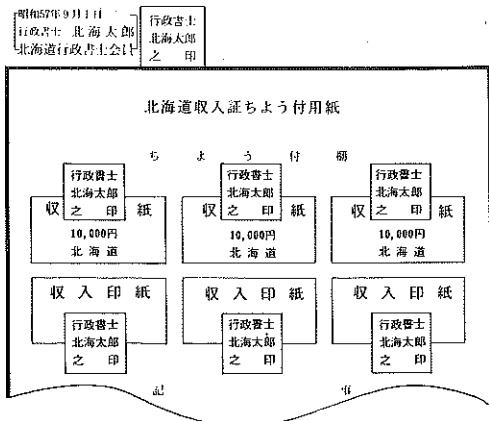 昭和57年9月1日
行政書士 北海太郎
北海道行政書士会
行政書士
北海太郎
之印
北海道収入証ちよう付用紙
ちよう付欄
行政書士
北海太郎
之印
行政書士
北海太郎
之印
行政書士
北海太郎
之印
収 紙
10,000円
北海道
収 紙
10,000円
北海道
収 紙
10,000円
北海道
収入印紙
収入印紙
収入印紙
行政書士
北海太郎
之印
行政書士
北海太郎
之印
行政書士
北海太郎
之印
記 事